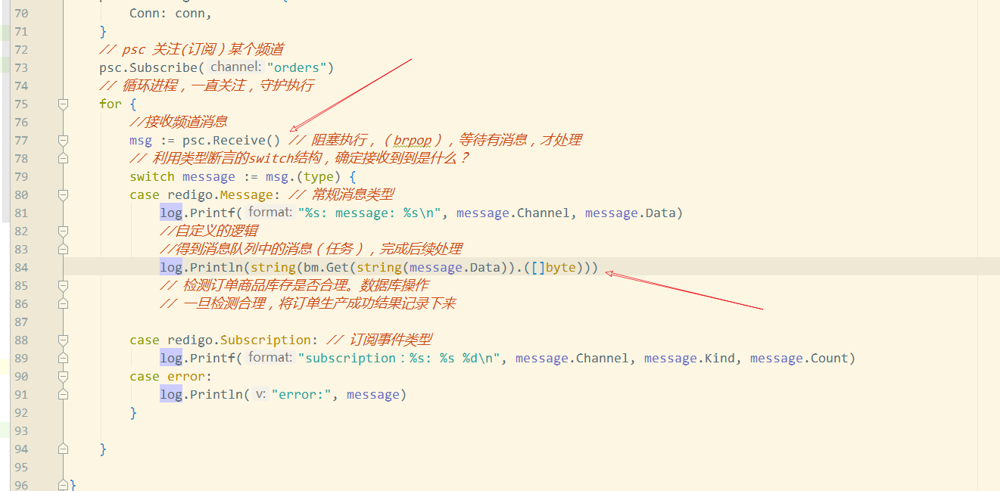 70 Conn: conn,
71 }
72 // psc 关注(订阅）某个频道
73 psc.Subscribe( channel: "orders")
74 // 循环进程，一直关注，守护执行
75 for {
76 //接收频道消息
77 msg := psc.Receive() // 阻塞执行，（brpop），等待有消息，才处理
78 // 利用类型断言的switch结构，确定接收到到是什么？
79 switch message := msg.(type) {
80 case redigo.Message: // 常规消息类型
81 log.Printf( format: "%s: message: %s\n", message.Channel, message.Data)
82 //自定义的逻辑
83 //得到消息队列中的消息（任务），完成后续处理
84 log.Println(string(bm.Get(string(message.Data)).([]byte)))
85 // 检测订单商品库存是否合理。数据库操作
86 // 一旦检测合理，将订单生产成功结果记录下来
87
88 case redigo.Subscription: // 订阅事件类型
89 log.Printf( format: "subscription：%s: %s %d\n", message.Channel, message.Kind, message.Count)
90 case error:
91 log.Println( v: "error:", message)
92 }
93
94 }
95
96 }